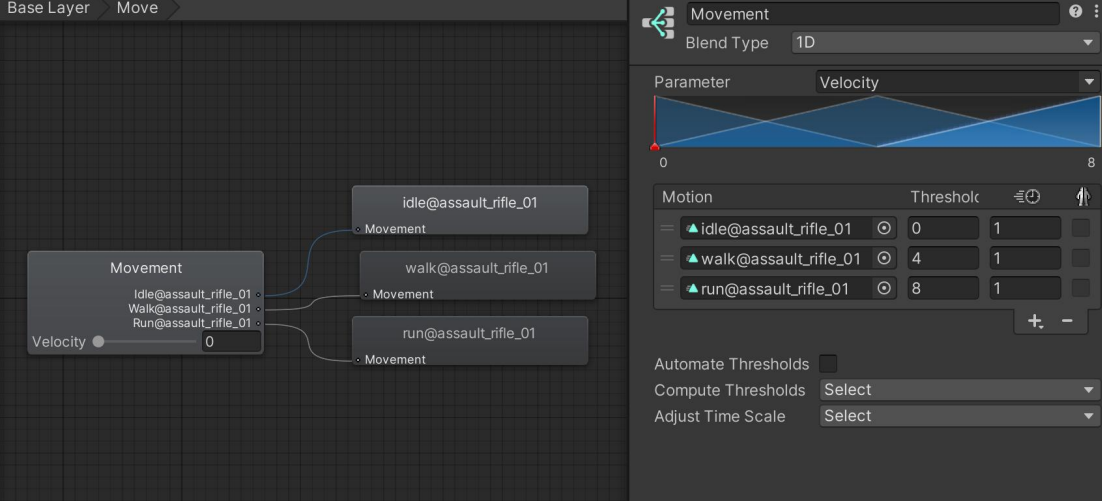 Base Layer
Move
Movement
Blend Type
1D
Parameter
Velocity
0
8
Motion
Threshold
idle@assault_rifle_01
0
1
walk@assault_rifle_01
4
1
run@assault_rifle_01
8
1
Automate Thresholds
Compute Thresholds
Select
Adjust Time Scale
Select
Movement
Idle@assault_rifle_01
Walk@assault_rifle_01
Run@assault_rifle_01
Velocity
0
idle@assault_rifle_01
Movement
walk@assault_rifle_01
Movement
run@assault_rifle_01
Movement